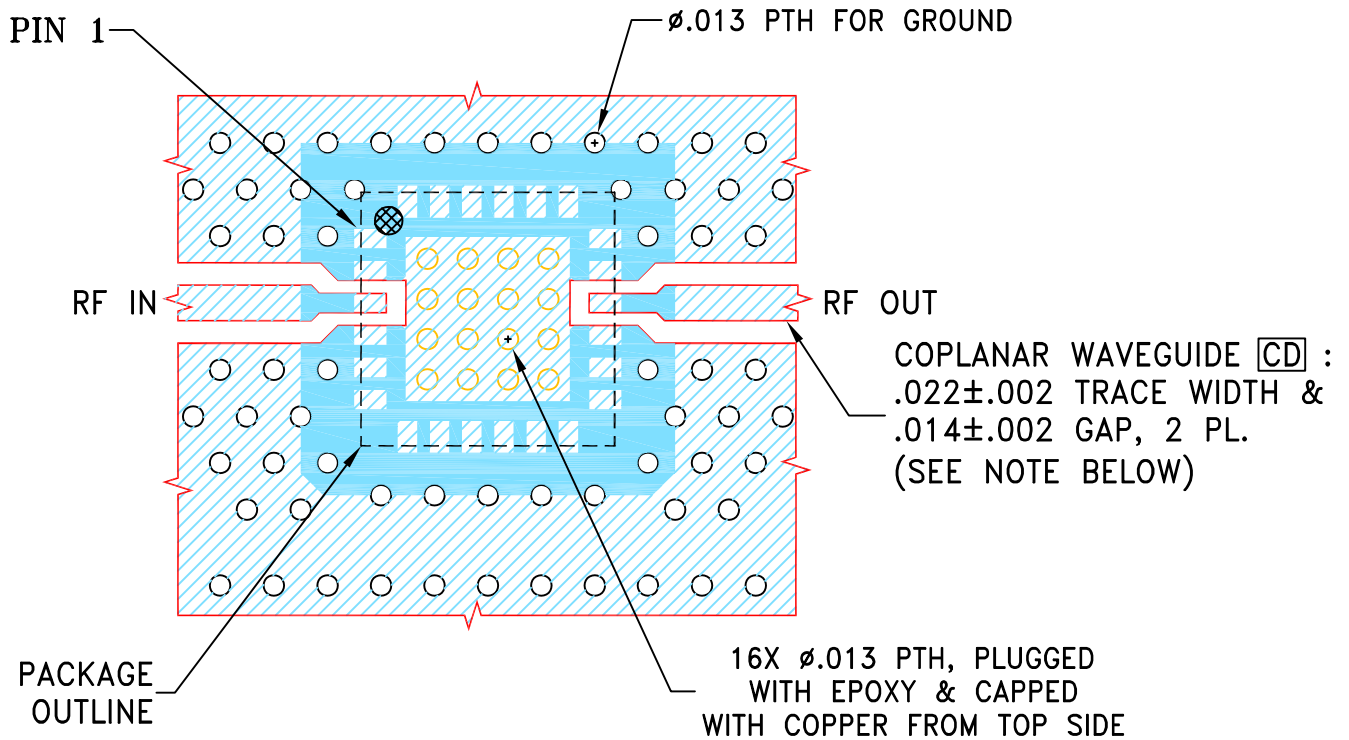 PIN 1
ø.013 PTH FOR GROUND
RF IN
RF OUT
COPLANAR WAVEGUIDE CD :
.022±.002 TRACE WIDTH &
.014±.002 GAP, 2 PL.
(SEE NOTE BELOW)
PACKAGE
OUTLINE
16X ø.013 PTH, PLUGGED
WITH EPOXY & CAPPED
WITH COPPER FROM TOP SIDE